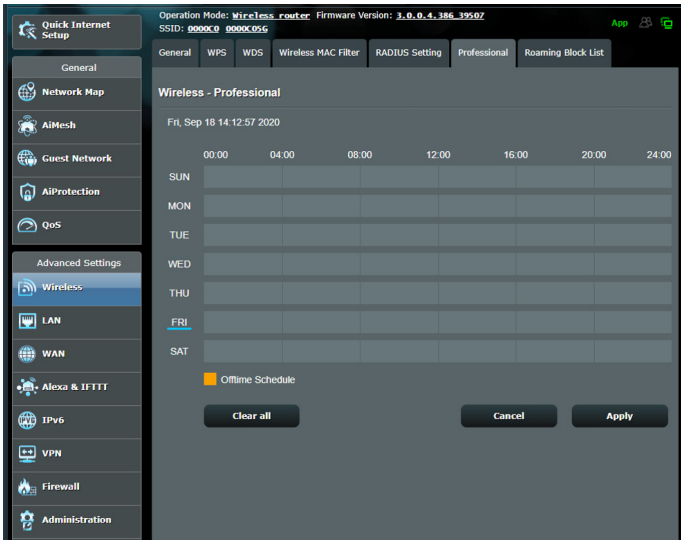 Quick Internet
Setup
Operation Mode: Wireless router Firmware Version: 3.0.0.4.386_39507
SSID: 0000C0 0000C05G
App
General WPS WDS Wireless MAC Filter RADIUS Setting Professional Roaming Block List
General
Network Map
AiMesh
Guest Network
AiProtection
QoS
Advanced Settings
Wireless
LAN
WAN
Alexa & IFTTT
IPv6
VPN
Firewall
Administration
Wireless - Professional
Fri, Sep 18 14:12:57 2020
00:00 04:00 08:00 12:00 16:00 20:00 24:00
SUN
MON
TUE
WED
THU
FRI
SAT
Offtime Schedule
Clear all Cancel Apply